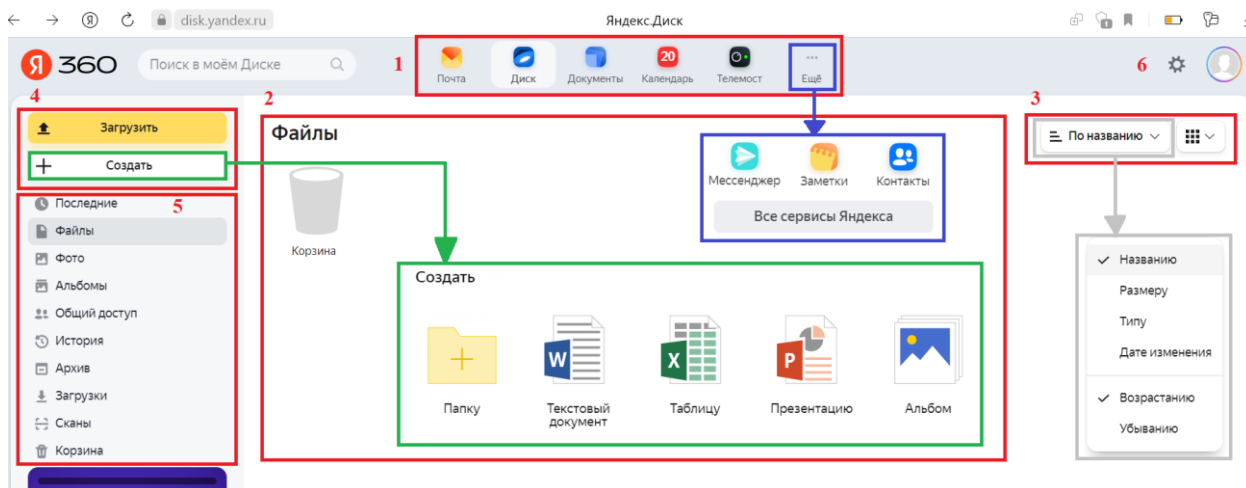 disk.yandex.ru
Яндекс.Диск
Я 360
Поиск в моём Диске
1
Почта
Диск
Документы
20
Календарь
Телемост
Ещё
6
4
2
3
Загрузить
Создать
Файлы
По названию
Последние
5
Файлы
Фото
Альбомы
Общий доступ
История
Архив
Загрузки
Сканы
Корзина
Корзина
Мессенджер
Заметки
Контакты
Все сервисы Яндекса
Создать
W
X
P
Папку
Текстовый
документ
Таблицу
Презентацию
Альбом
Названию
Размеру
Типу
Дате изменения
Возрастанию
Убыванию